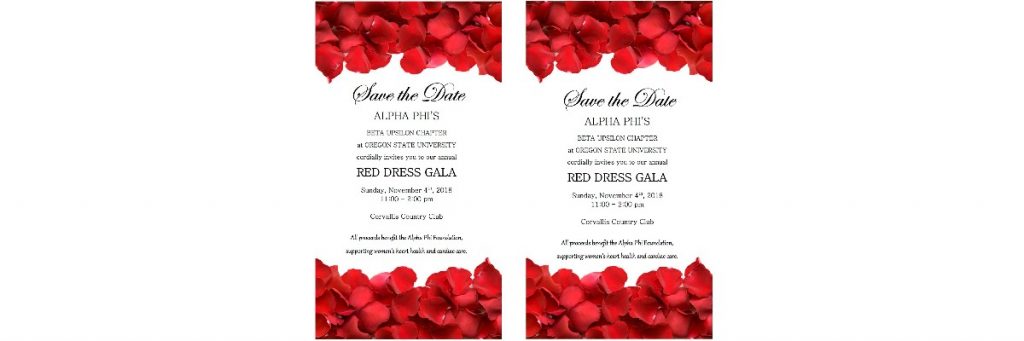 Save the Date
ALPHA PHI'S
BETA UPSILON CHAPTER
at OREGON STATE UNIVERSITY
cordially invites you to our annual
RED DRESS GALA
Sunday, November 4th, 2018
11:00 - 2:00 pm
Corvallis Country Club
All proceeds benefit the Alpha Phi Foundation,
supporting women's heart health and cardiac care.
Save the Date
ALPHA PHI'S
BETA UPSILON CHAPTER
at OREGON STATE UNIVERSITY
cordially invites you to our annual
RED DRESS GALA
Sunday, November 4th, 2018
11:00 - 2:00 pm
Corvallis Country Club
All proceeds benefit the Alpha Phi Foundation,
supporting women's heart health and cardiac care.